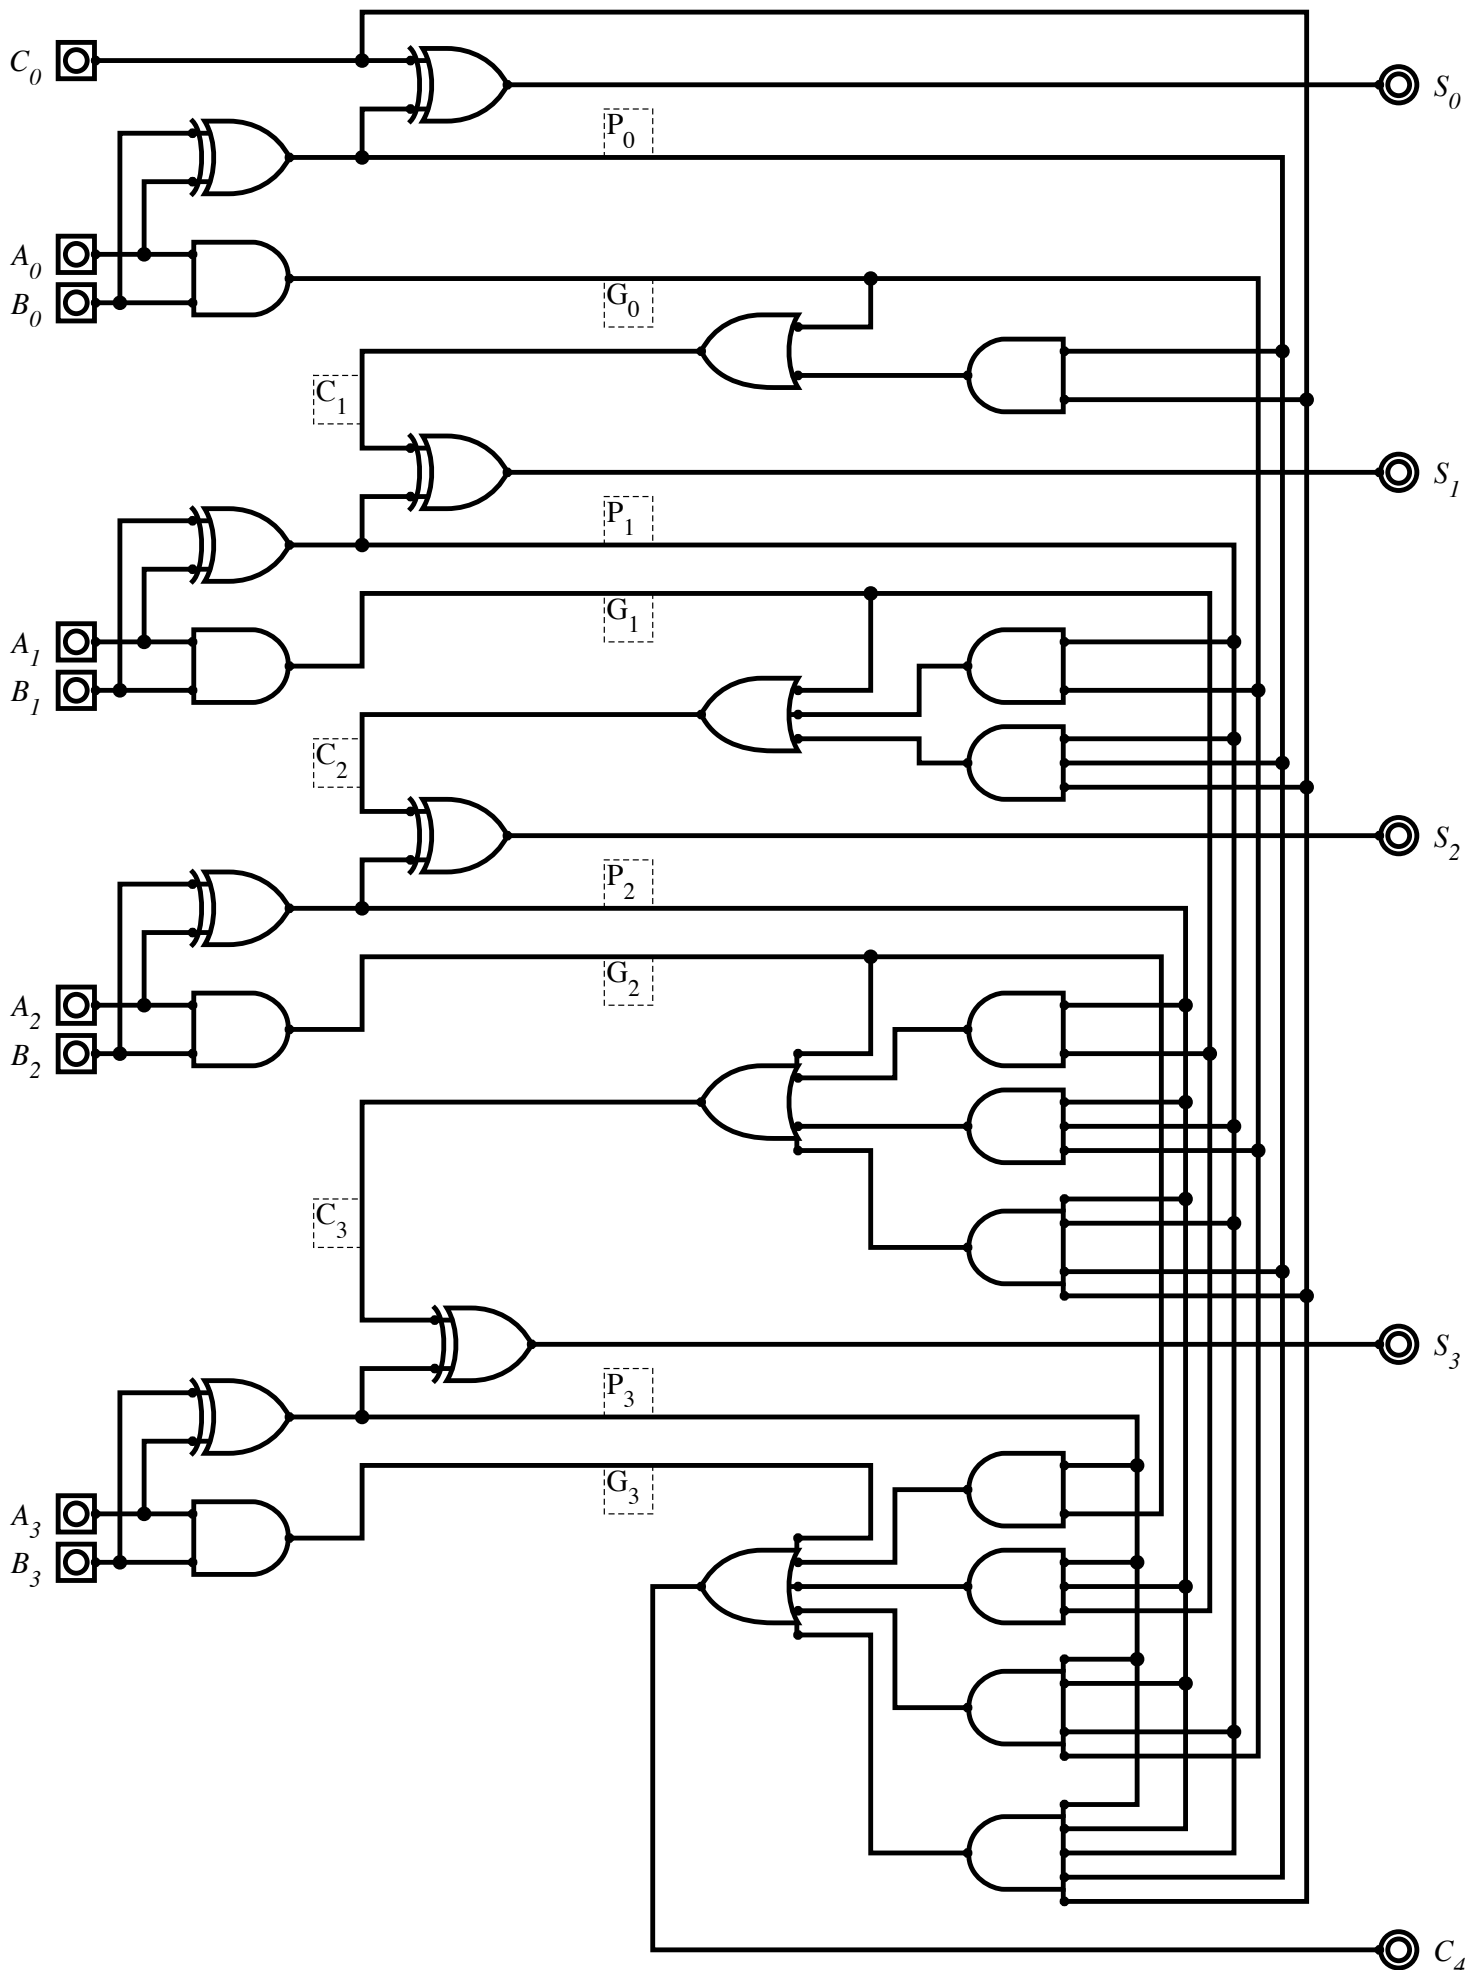 C₀
S₀
P₀
A₀
B₀
G₀
C₁
S₁
P₁
G₁
A₁
B₁
C₂
S₂
P₂
G₂
A₂
B₂
C₃
S₃
P₃
G₃
A₃
B₃
C₄